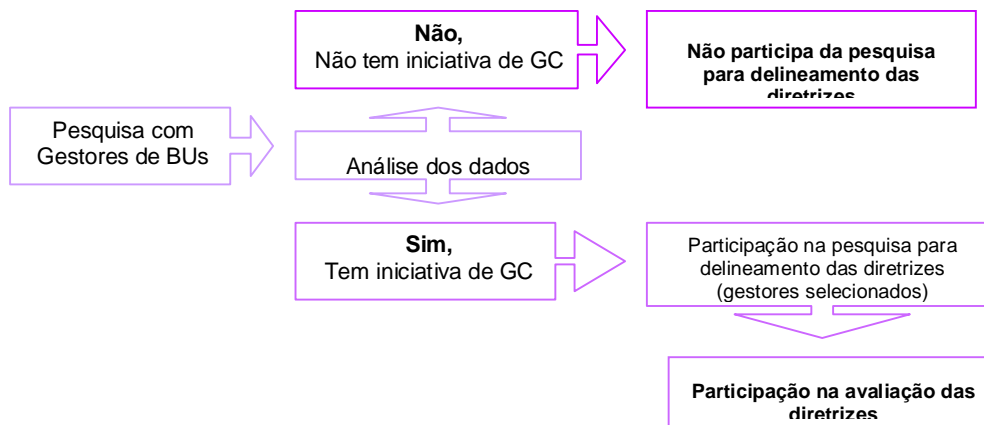 Não,
Não tem iniciativa de GC
Não participa da pesquisa
para delineamento das
diretrizes
Pesquisa com
Gestores de BUs
Análise dos dados
Sim,
Tem iniciativa de GC
Participação na pesquisa para
delineamento das diretrizes
(gestores selecionados)
Participação na avaliação das
diretrizes